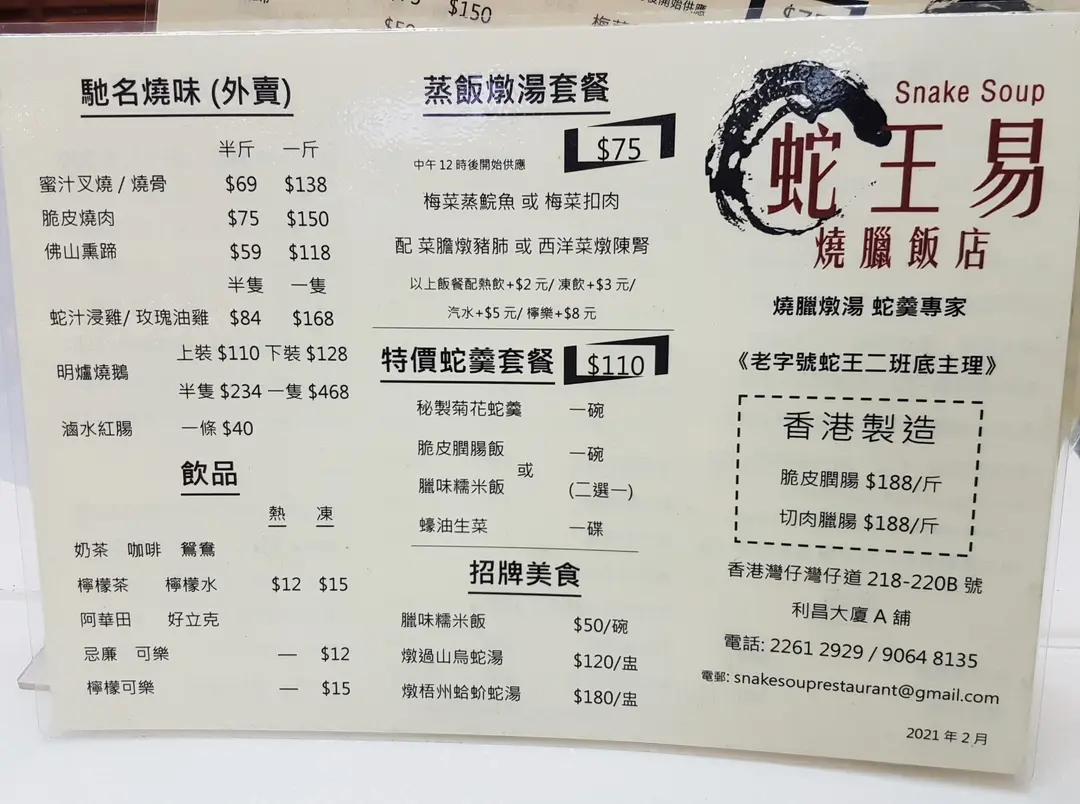 $150
$50
後開始供應
馳名燒味 (外賣)
半斤 一斤
蜜汁叉燒 / 燒骨 $69 $138
脆皮燒肉 $75 $150
佛山熏蹄 $59 $118
半隻 一隻
蛇汁浸雞/ 玫瑰油雞 $84 $168
明爐燒鵝 上裝 $110 下裝 $128
半隻 $234 一隻 $468
滷水紅腸 一條 $40
飲品
熱 凍
奶茶 咖啡 鴛鴦
檸檬茶 檸檬水 $12 $15
阿華田 好立克
忌廉 可樂 — $12
檸檬可樂 — $15
蒸飯燉湯套餐
$75
中午 12 時後開始供應
梅菜蒸鯇魚 或 梅菜扣肉
配 菜膽燉豬肺 或 西洋菜燉陳腎
以上飯餐配熱飲+$2 元/ 凍飲+$3 元/
汽水+$5 元/ 檸樂+$8 元
特價蛇羹套餐 $110
秘製菊花蛇羹 一碗
脆皮膶腸飯 一碗
或
臘味糯米飯 (二選一)
蠔油生菜 一碟
招牌美食
臘味糯米飯 $50/碗
燉過山烏蛇湯 $120/盅
燉梧州蛤蚧蛇湯 $180/盅
Snake Soup
蛇王易
燒臘飯店
燒臘燉湯 蛇羹專家
《老字號蛇王二班底主理》
香港製造
脆皮膶腸 $188/斤
切肉臘腸 $188/斤
香港灣仔灣仔道 218-220B 號
利昌大廈 A 舖
電話: 2261 2929 / 9064 8135
電郵: snakesouprestaurant@gmail.com
2021 年 2 月